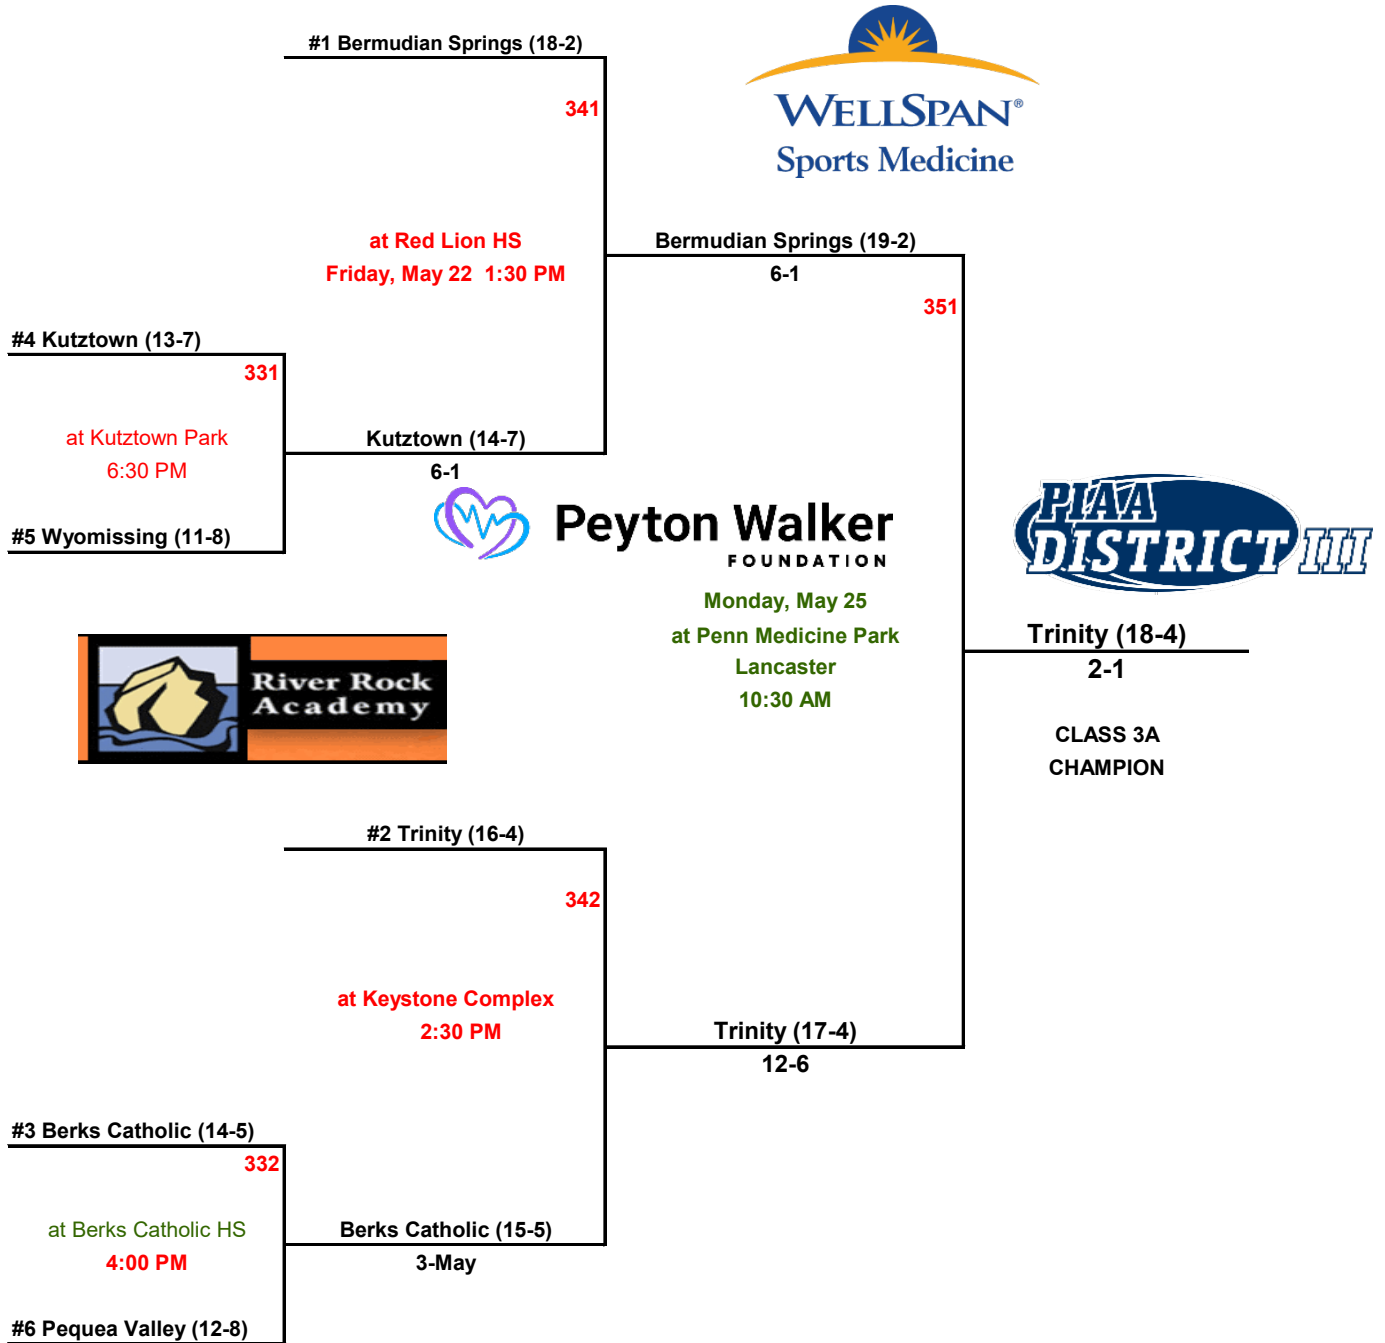 #1 Bermudian Springs (18-2)
WELLSPAN®
Sports Medicine
341
at Red Lion HS
Friday, May 22 1:30 PM
Bermudian Springs (19-2)
6-1
351
#4 Kutztown (13-7)
331
at Kutztown Park
6:30 PM
Kutztown (14-7)
6-1
#5 Wyomissing (11-8)
Peyton Walker
FOUNDATION
PIAA
DISTRICT III
Monday, May 25
at Penn Medicine Park
Lancaster
10:30 AM
Trinity (18-4)
2-1
River Rock
Academy
CLASS 3A
CHAMPION
#2 Trinity (16-4)
342
at Keystone Complex
2:30 PM
Trinity (17-4)
12-6
#3 Berks Catholic (14-5)
332
at Berks Catholic HS
4:00 PM
Berks Catholic (15-5)
3-May
#6 Pequea Valley (12-8)